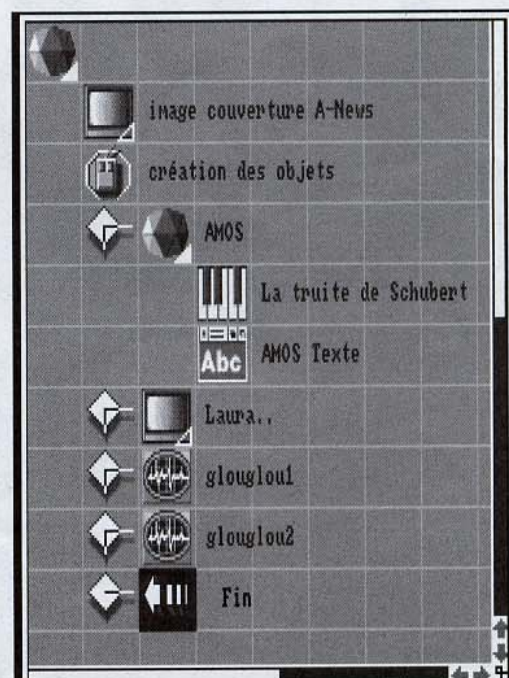 image couverture A-News
création des objets
AMOS
La truite de Schubert
Abc
AMOS Texte
Laura..
glouglou1
glouglou2
Fin